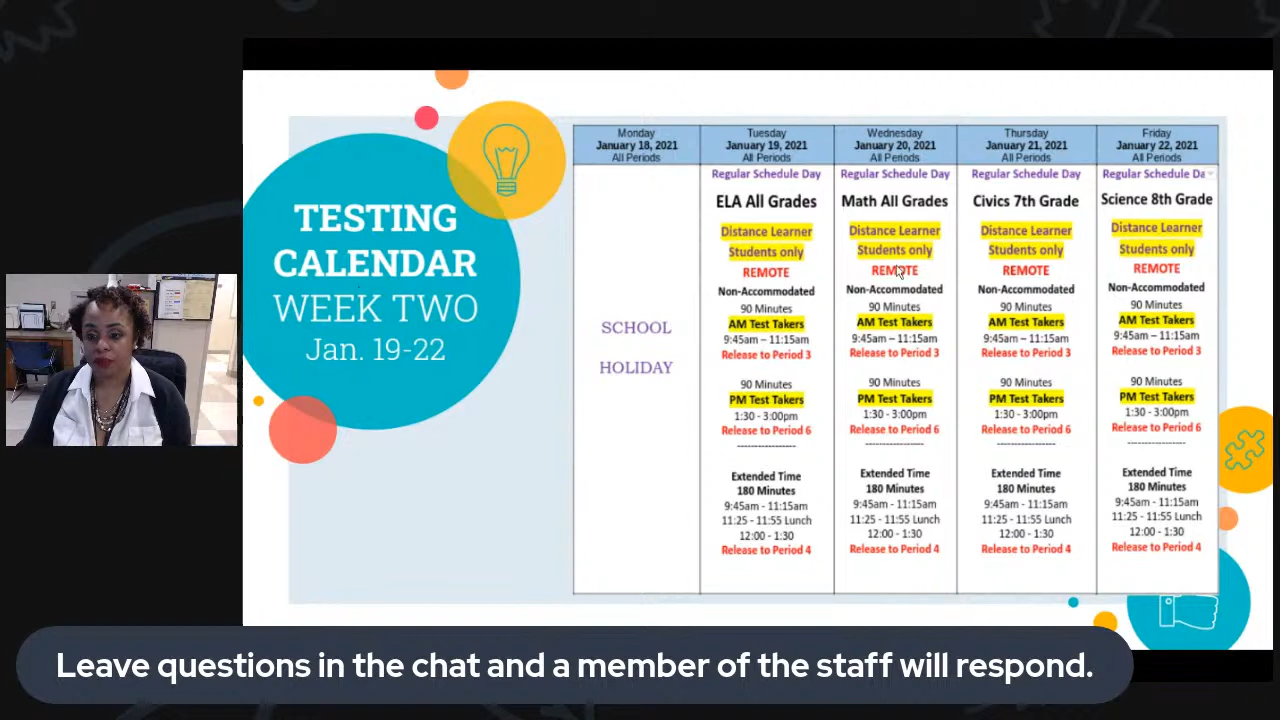 TESTING
CALENDAR
WEEK TWO
Jan. 19-22
Monday
January 18, 2021
All Periods
SCHOOL
HOLIDAY
Tuesday
January 19, 2021
All Periods
Regular Schedule Day
ELA All Grades
Distance Learner
Students only
REMOTE
Non-Accommodated
90 Minutes
AM Test Takers
9:45am – 11:15am
Release to Period 3
90 Minutes
PM Test Takers
1:30 - 3:00pm
Release to Period 6
-----------------
Extended Time
180 Minutes
9:45am - 11:15am
11:25 - 11:55 Lunch
12:00 - 1:30
Release to Period 4
Wednesday
January 20, 2021
All Periods
Regular Schedule Day
Math All Grades
Distance Learner
Students only
REMOTE
Non-Accommodated
90 Minutes
AM Test Takers
9:45am – 11:15am
Release to Period 3
90 Minutes
PM Test Takers
1:30 - 3:00pm
Release to Period 6
-----------------
Extended Time
180 Minutes
9:45am - 11:15am
11:25 - 11:55 Lunch
12:00 - 1:30
Release to Period 4
Thursday
January 21, 2021
All Periods
Regular Schedule Day
Civics 7th Grade
Distance Learner
Students only
REMOTE
Non-Accommodated
90 Minutes
AM Test Takers
9:45am – 11:15am
Release to Period 3
90 Minutes
PM Test Takers
1:30 - 3:00pm
Release to Period 6
-----------------
Extended Time
180 Minutes
9:45am - 11:15am
11:25 - 11:55 Lunch
12:00 - 1:30
Release to Period 4
Friday
January 22, 2021
All Periods
Regular Schedule Da
Science 8th Grade
Distance Learner
Students only
REMOTE
Non-Accommodated
90 Minutes
AM Test Takers
9:45am – 11:15am
Release to Period 3
90 Minutes
PM Test Takers
1:30 - 3:00pm
Release to Period 6
-----------------
Extended Time
180 Minutes
9:45am - 11:15am
11:25 - 11:55 Lunch
12:00 - 1:30
Release to Period 4
Leave questions in the chat and a member of the staff will respond.